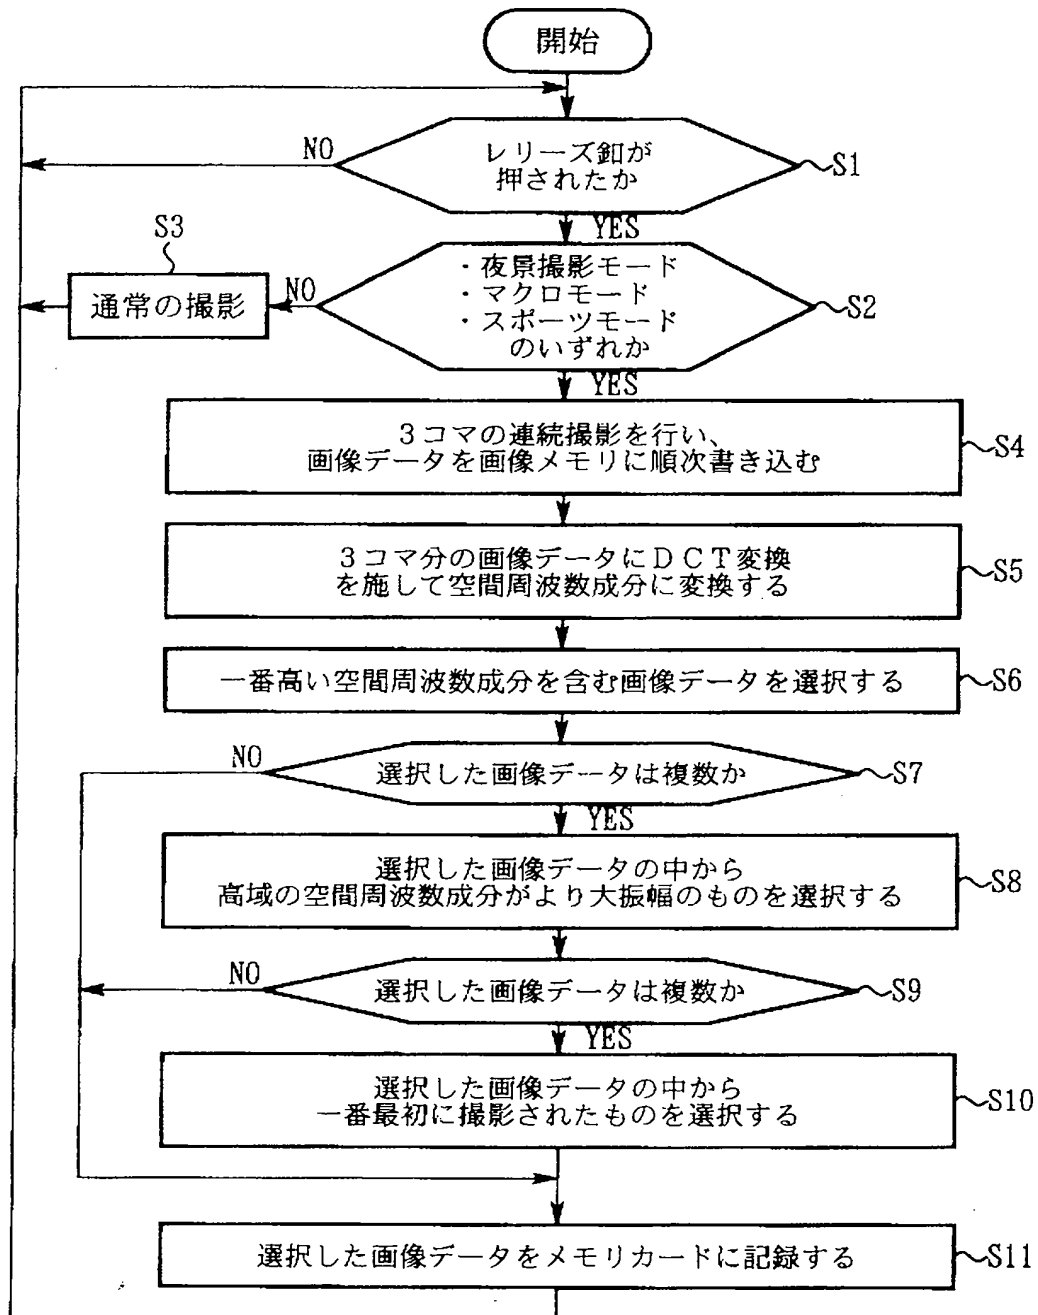 開始
NO
レリーズ釦が
押されたか
S1
YES
S3
通常の撮影
NO
・夜景撮影モード
・マクロモード
・スポーツモード
のいずれか
S2
YES
３コマの連続撮影を行い、
画像データを画像メモリに順次書き込む
S4
３コマ分の画像データにＤＣＴ変換
を施して空間周波数成分に変換する
S5
一番高い空間周波数成分を含む画像データを選択する
S6
NO
選択した画像データは複数か
S7
YES
選択した画像データの中から
高域の空間周波数成分がより大振幅のものを選択する
S8
NO
選択した画像データは複数か
S9
YES
選択した画像データの中から
一番最初に撮影されたものを選択する
S10
選択した画像データをメモリカードに記録する
S11